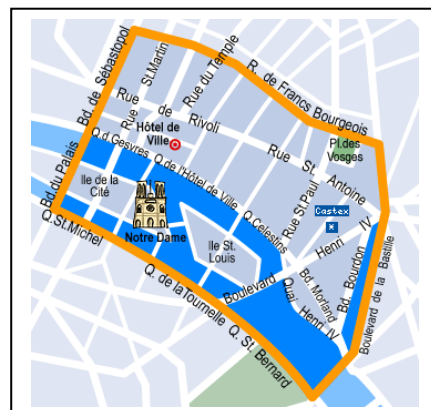 Bd. de Sébastopol
Rue St.Martin
Rue du Temple
R. de Francs Bourgeois
Rue de Rivoli
Hôtel de
Ville
Pl.des
Vosges
Rue St Antoine
Q.d.Gesvres
Q.de l'Hôtel de Ville
Bd.du Palais
Ile de la
Cité
Q.Celestins
Rue St Paul
Castex
Q.St.Michel
Notre Dame
Ile St.
Louis
Boulevard Henri IV
Bd. Morland
Bd. Bourdon
Boulevard de la Bastille
Quai Henri IV
Q. de la Tournelle
Q. St. Bernard